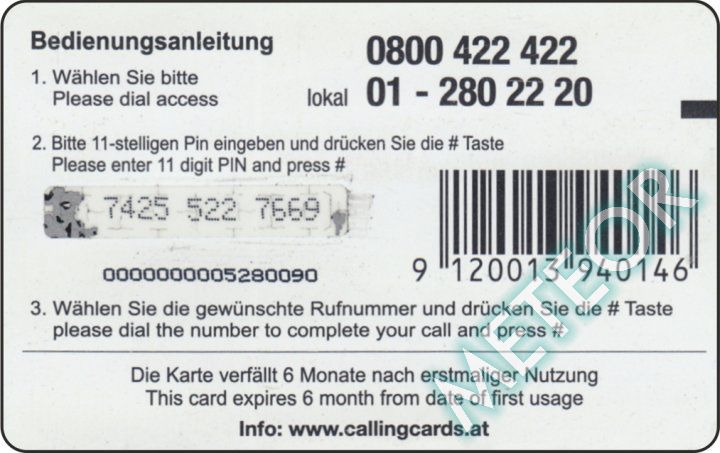 Bedienungsanleitung
0800 422 422
1. Wählen Sie bitte
Please dial access
lokal 01 - 280 22 20
2. Bitte 11-stelligen Pin eingeben und drücken Sie die # Taste
Please enter 11 digit PIN and press #
7425 522 7669
0000000005280090
9 120013 940146
3. Wählen Sie die gewünschte Rufnummer und drücken Sie die # Taste
please dial the number to complete your call and press #
Die Karte verfällt 6 Monate nach erstmaliger Nutzung
This card expires 6 month from date of first usage
Info: www.callingcards.at
METEOR